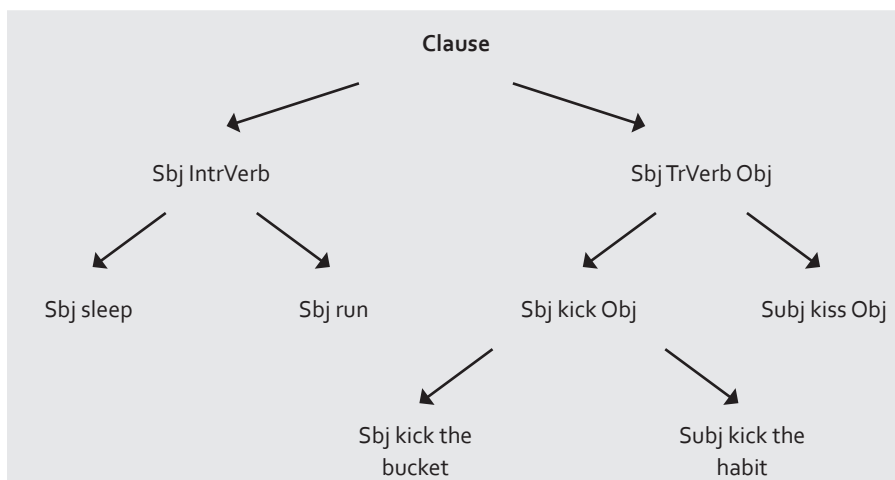 Clause
Sbj IntrVerb
Sbj TrVerb Obj
Sbj sleep
Sbj run
Sbj kick Obj
Subj kiss Obj
Sbj kick the
bucket
Subj kick the
habit